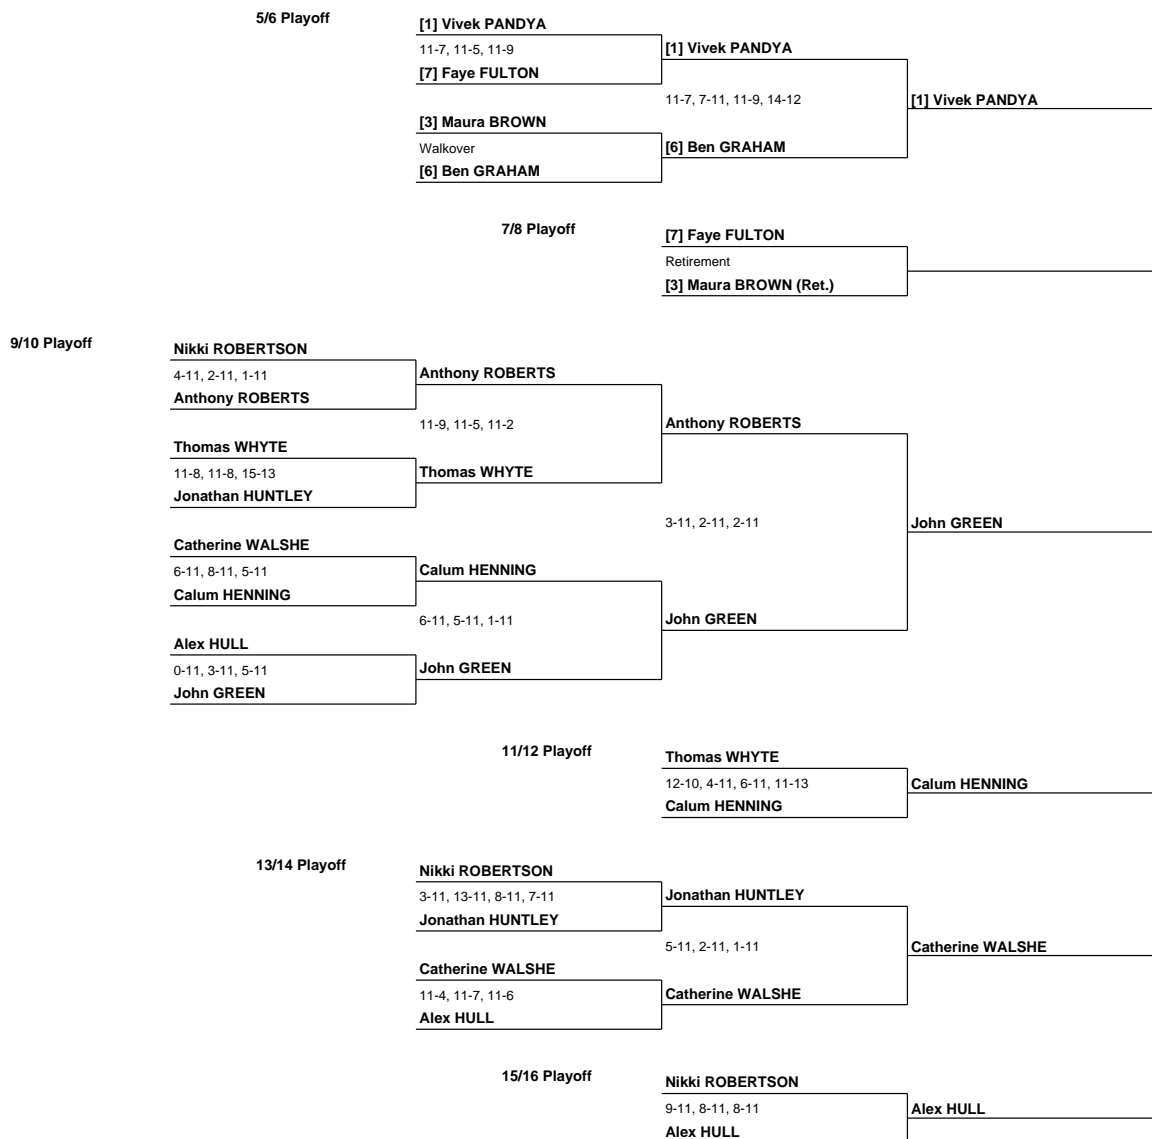 5/6 Playoff
[1] Vivek PANDYA
11-7, 11-5, 11-9
[1] Vivek PANDYA
[7] Faye FULTON
11-7, 7-11, 11-9, 14-12
[1] Vivek PANDYA
[3] Maura BROWN
Walkover
[6] Ben GRAHAM
[6] Ben GRAHAM
7/8 Playoff
[7] Faye FULTON
Retirement
[3] Maura BROWN (Ret.)
9/10 Playoff
Nikki ROBERTSON
4-11, 2-11, 1-11
Anthony ROBERTS
Anthony ROBERTS
11-9, 11-5, 11-2
Anthony ROBERTS
Thomas WHYTE
11-8, 11-8, 15-13
Thomas WHYTE
Jonathan HUNTLEY
3-11, 2-11, 2-11
John GREEN
Catherine WALSHE
6-11, 8-11, 5-11
Calum HENNING
Calum HENNING
6-11, 5-11, 1-11
John GREEN
Alex HULL
0-11, 3-11, 5-11
John GREEN
John GREEN
11/12 Playoff
Thomas WHYTE
12-10, 4-11, 6-11, 11-13
Calum HENNING
Calum HENNING
13/14 Playoff
Nikki ROBERTSON
3-11, 13-11, 8-11, 7-11
Jonathan HUNTLEY
Jonathan HUNTLEY
5-11, 2-11, 1-11
Catherine WALSHE
Catherine WALSHE
11-4, 11-7, 11-6
Catherine WALSHE
Alex HULL
15/16 Playoff
Nikki ROBERTSON
9-11, 8-11, 8-11
Alex HULL
Alex HULL